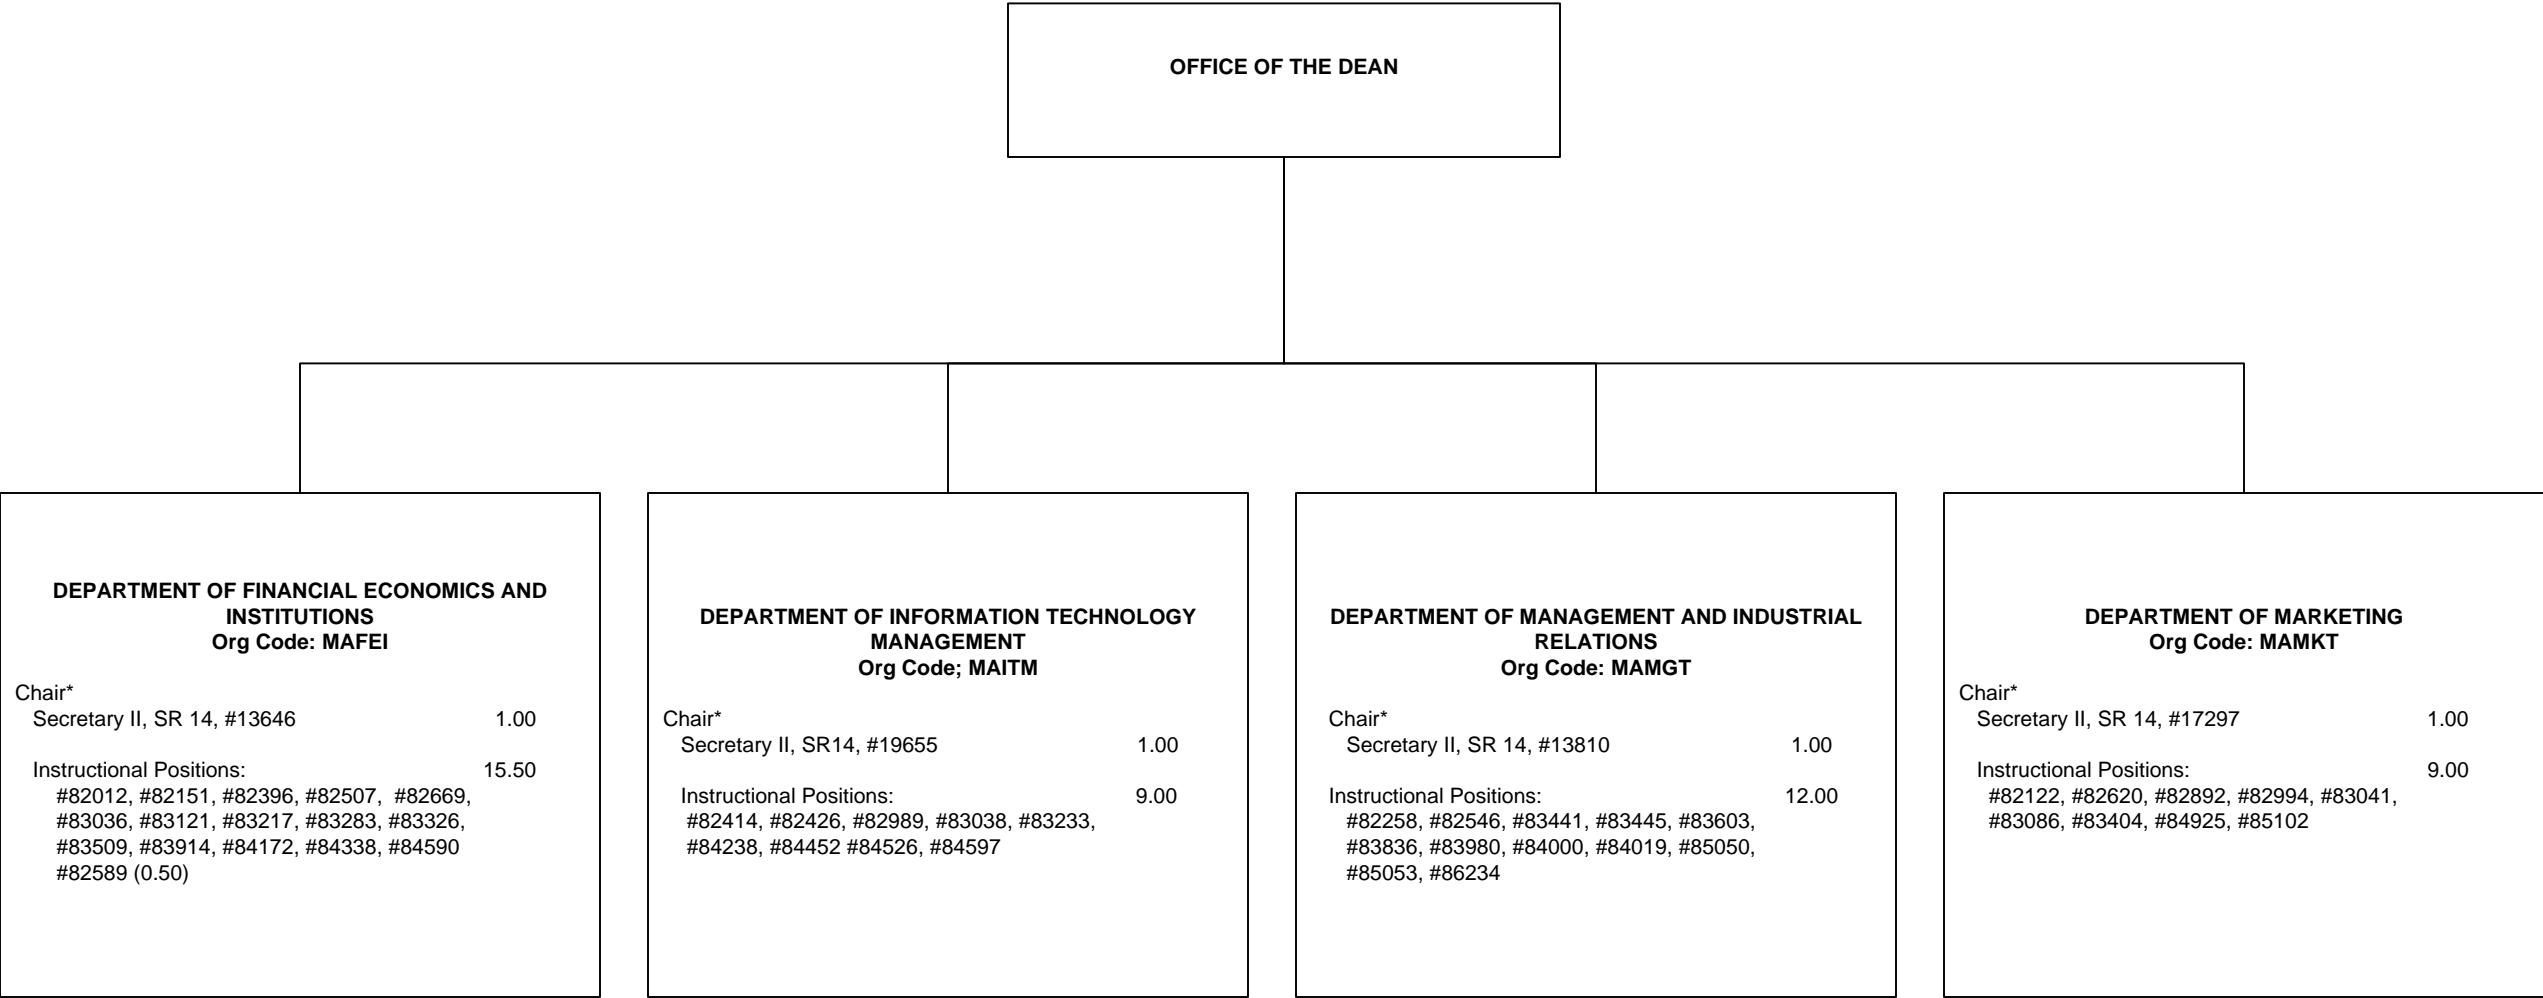 OFFICE OF THE DEAN
DEPARTMENT OF FINANCIAL ECONOMICS AND
INSTITUTIONS
Org Code: MAFEI
Chair*
Secretary II, SR 14, #13646 1.00
Instructional Positions: 15.50
#82012, #82151, #82396, #82507, #82669,
#83036, #83121, #83217, #83283, #83326,
#83509, #83914, #84172, #84338, #84590
#82589 (0.50)
DEPARTMENT OF INFORMATION TECHNOLOGY
MANAGEMENT
Org Code; MAITM
Chair*
Secretary II, SR14, #19655 1.00
Instructional Positions: 9.00
#82414, #82426, #82989, #83038, #83233,
#84238, #84452 #84526, #84597
DEPARTMENT OF MANAGEMENT AND INDUSTRIAL
RELATIONS
Org Code: MAMGT
Chair*
Secretary II, SR 14, #13810 1.00
Instructional Positions: 12.00
#82258, #82546, #83441, #83445, #83603,
#83836, #83980, #84000, #84019, #85050,
#85053, #86234
DEPARTMENT OF MARKETING
Org Code: MAMKT
Chair*
Secretary II, SR 14, #17297 1.00
Instructional Positions: 9.00
#82122, #82620, #82892, #82994, #83041,
#83086, #83404, #84925, #85102